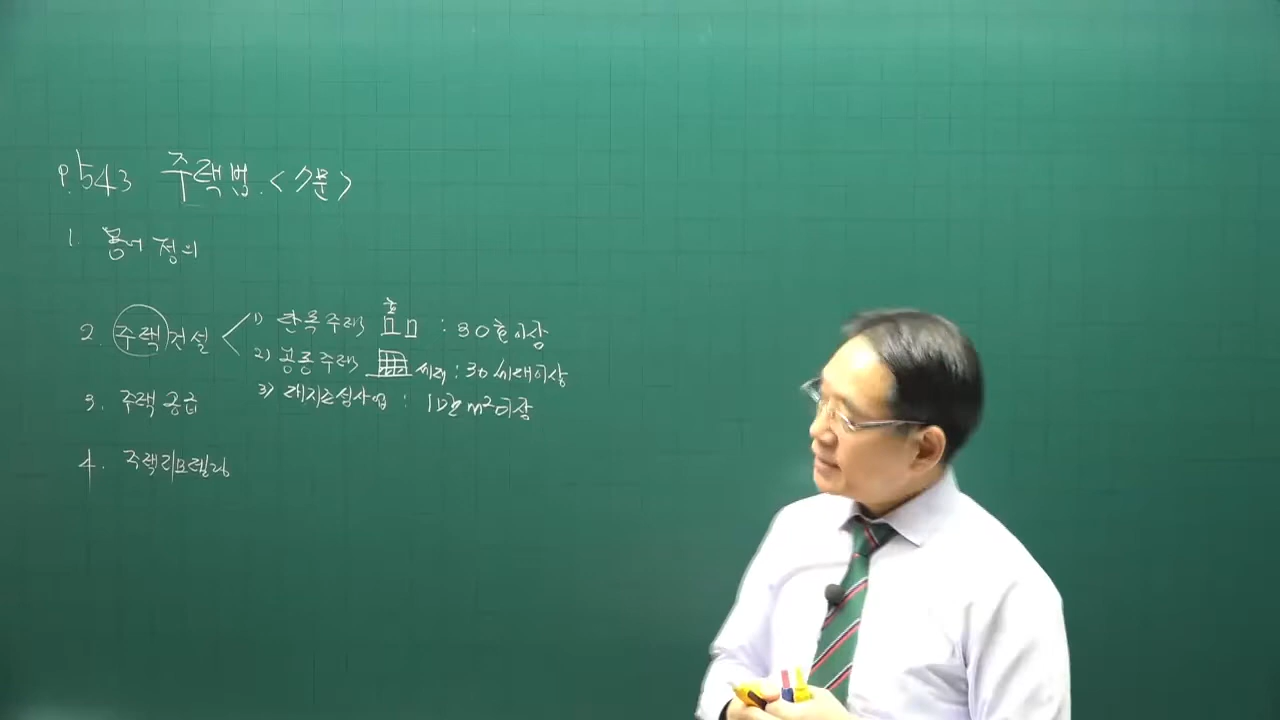 P.543 주택법 <7문>
1. 용어 정의
2. 주택건설 < 1) 단독주택 호 : 30호이상
2) 공동주택 세대 : 30세대이상
3) 대지조성사업 : 1만m²이상
3. 주택 공급
4. 주택리모델링